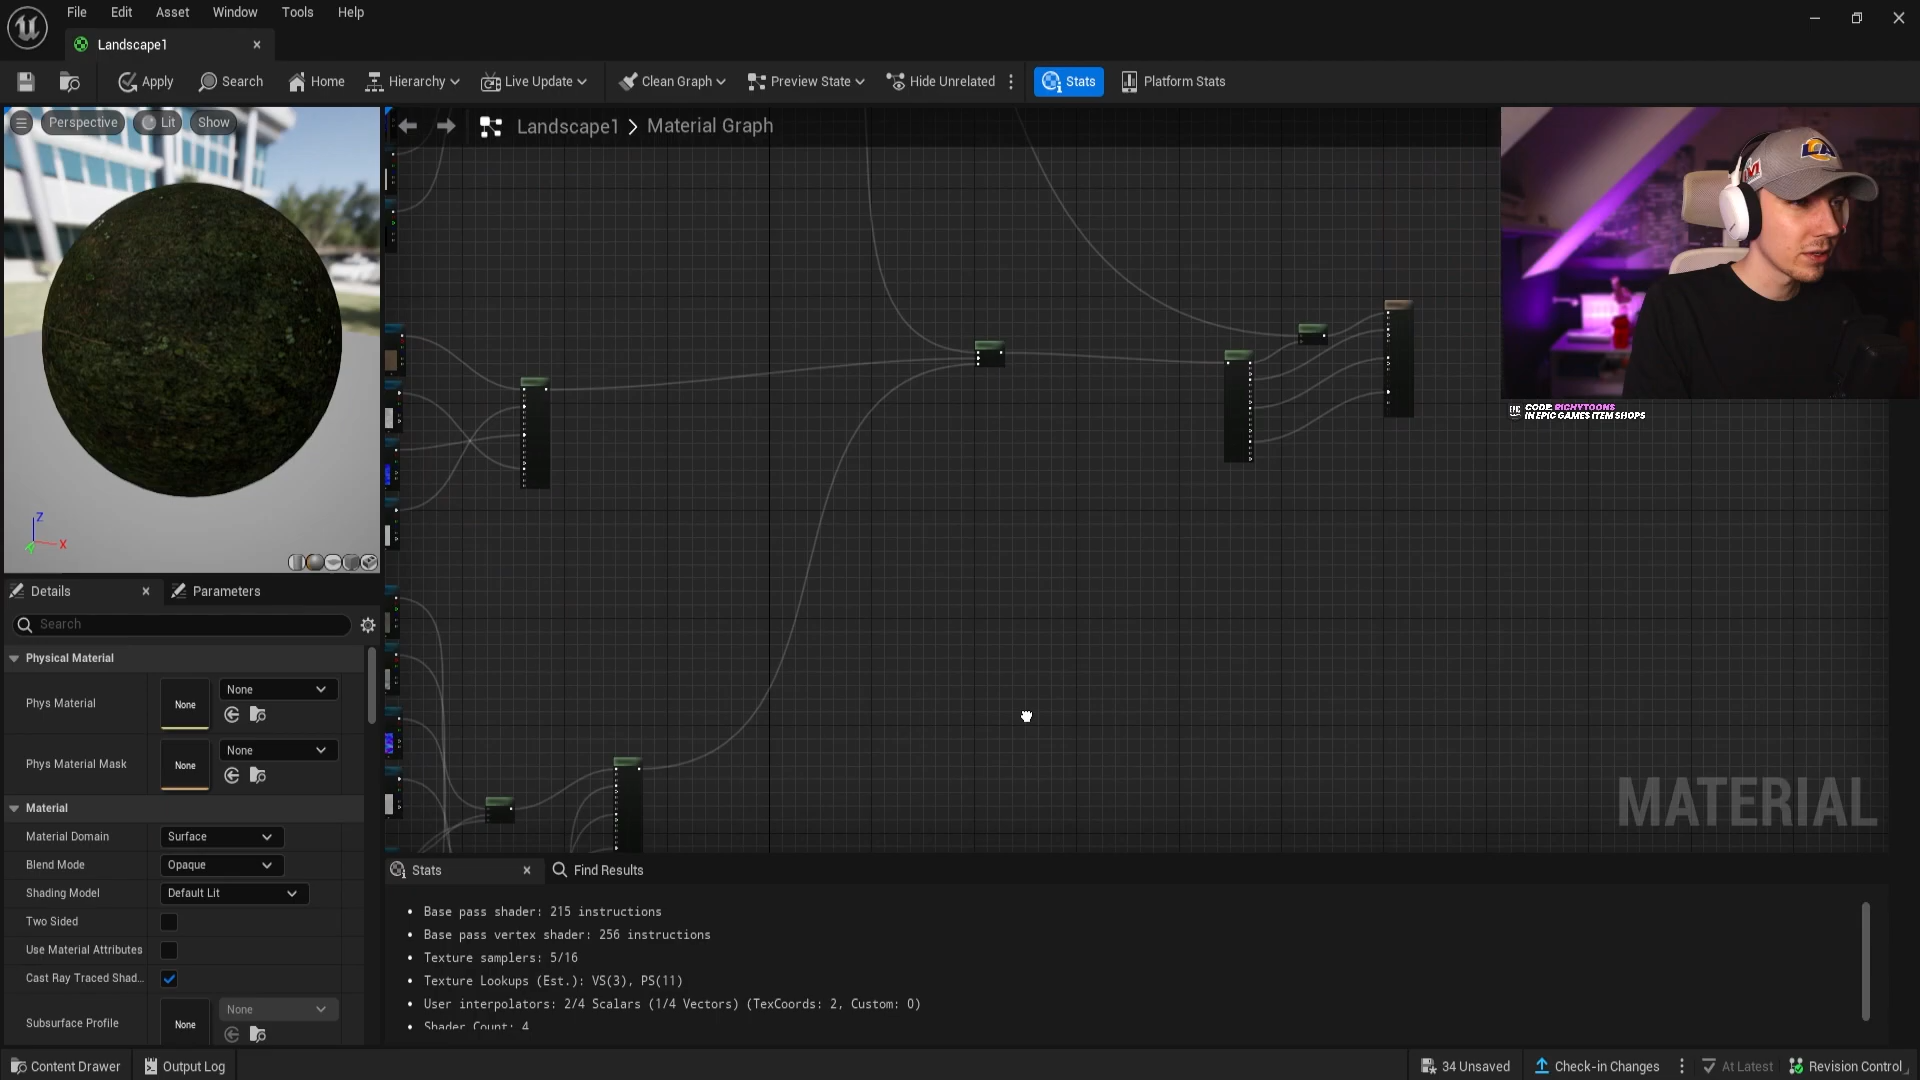 File Edit Asset Window Tools Help
Landscape1
Apply Search Home Hierarchy Live Update Clean Graph Preview State Hide Unrelated Stats Platform Stats
Perspective Lit Show
Landscape1 > Material Graph
LA
CODE: RICHYTOONS
IN EPIC GAMES ITEM SHOPS
Z
X
Details
Parameters
Search
Physical Material
Phys Material
None
None
Phys Material Mask
None
None
Material
Material Domain
Surface
Blend Mode
Opaque
Shading Model
Default Lit
Two Sided
Use Material Attributes
Cast Ray Traced Shad...
Subsurface Profile
None
None
MATERIAL
Stats
Find Results
• Base pass shader: 215 instructions
• Base pass vertex shader: 256 instructions
• Texture samplers: 5/16
• Texture Lookups (Est.): VS(3), PS(11)
• User interpolators: 2/4 Scalars (1/4 Vectors) (TexCoords: 2, Custom: 0)
• Shader Count: 4
Content Drawer Output Log 34 Unsaved Check-in Changes At Latest Revision Control